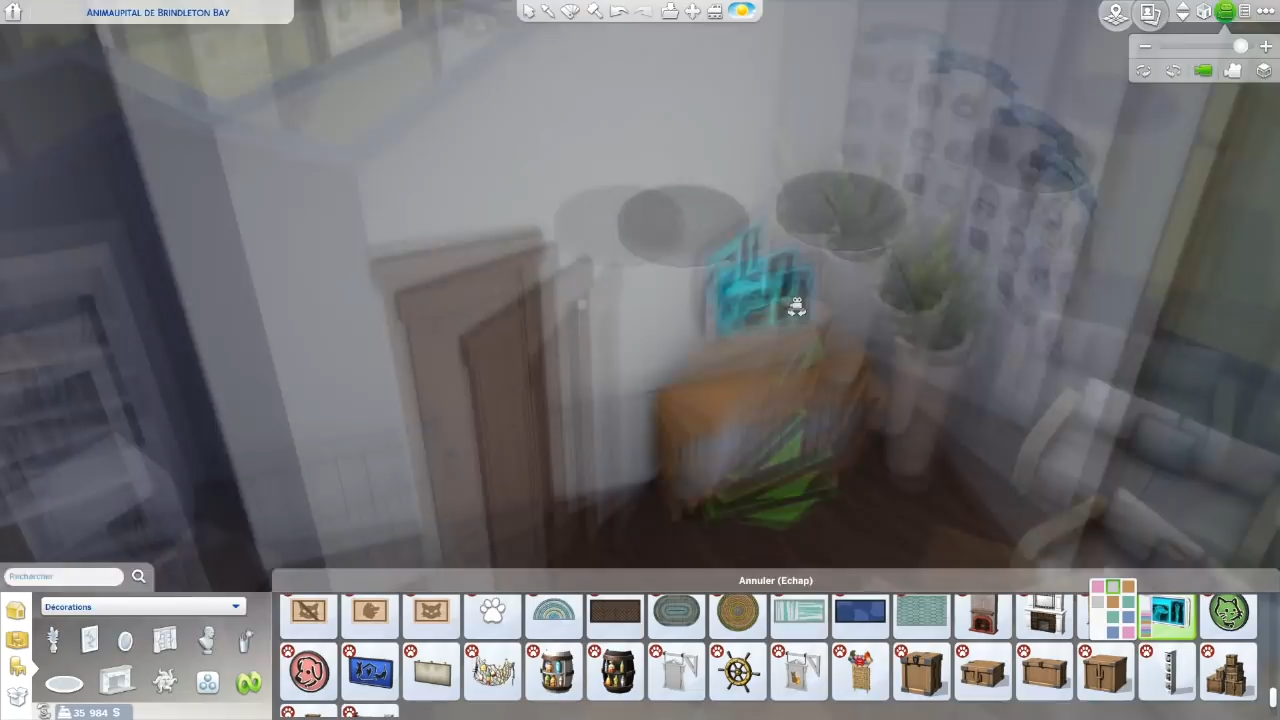 Animaupital de Brindleton Bay
Annuler (Echap)
Rechercher
Décorations
35 984 $